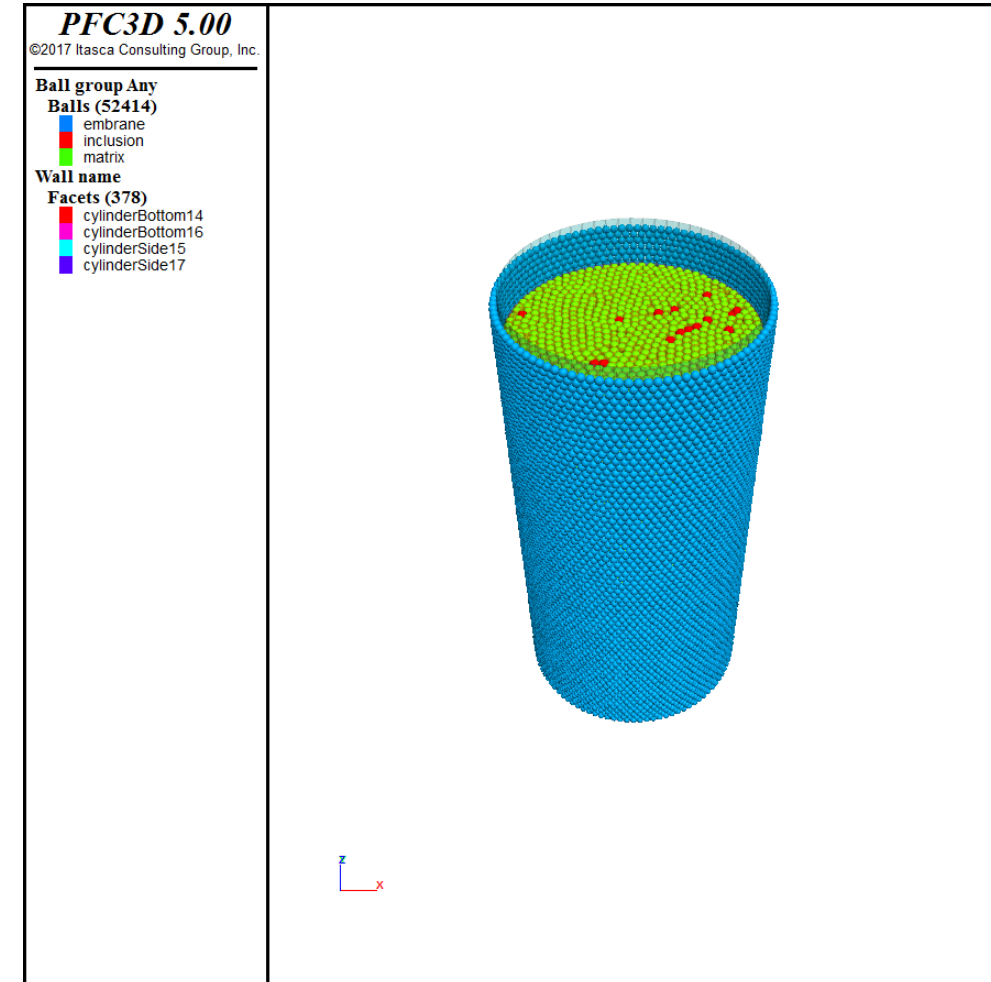 PFC3D 5.00
©2017 Itasca Consulting Group, Inc.
Ball group Any
Balls (52414)
embrane
inclusion
matrix
Wall name
Facets (378)
cylinderBottom14
cylinderBottom16
cylinderSide15
cylinderSide17
z
x